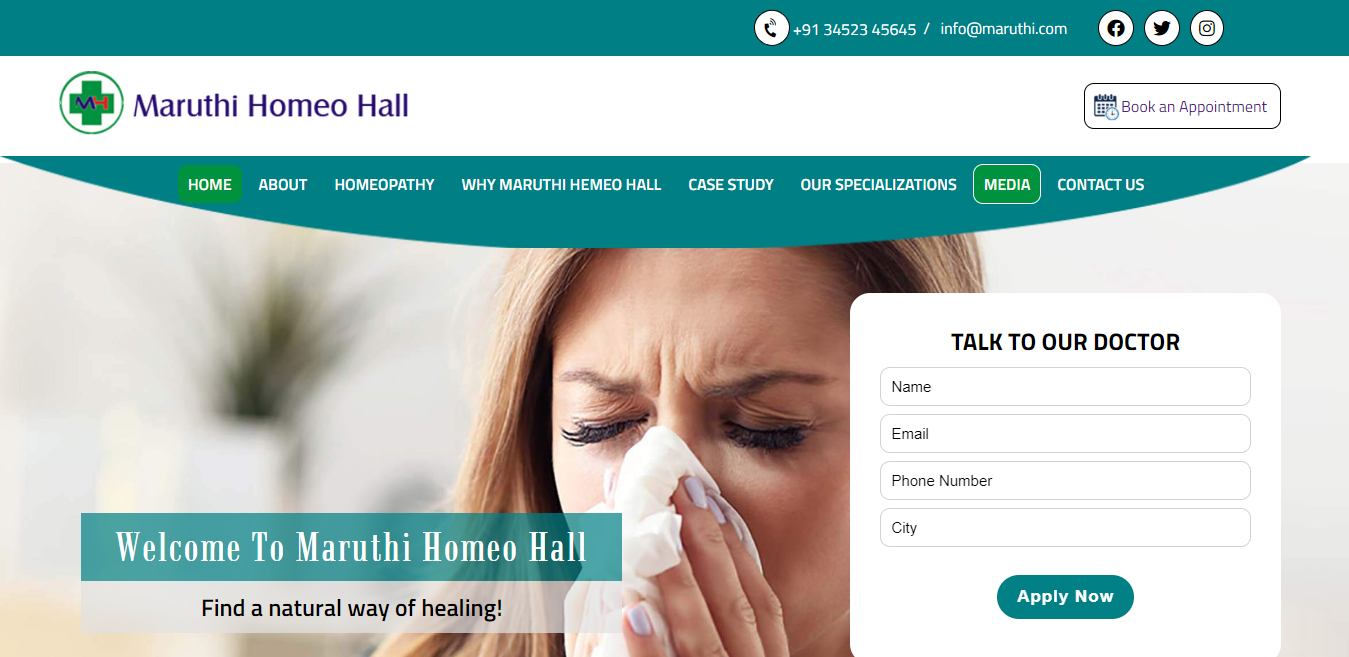 +91 34523 45645 / info@maruthi.com
MH Maruthi Homeo Hall
Book an Appointment
HOME ABOUT HOMEOPATHY WHY MARUTHI HEMEO HALL CASE STUDY OUR SPECIALIZATIONS MEDIA CONTACT US
TALK TO OUR DOCTOR
Name
Email
Phone Number
City
Apply Now
Welcome To Maruthi Homeo Hall
Find a natural way of healing!